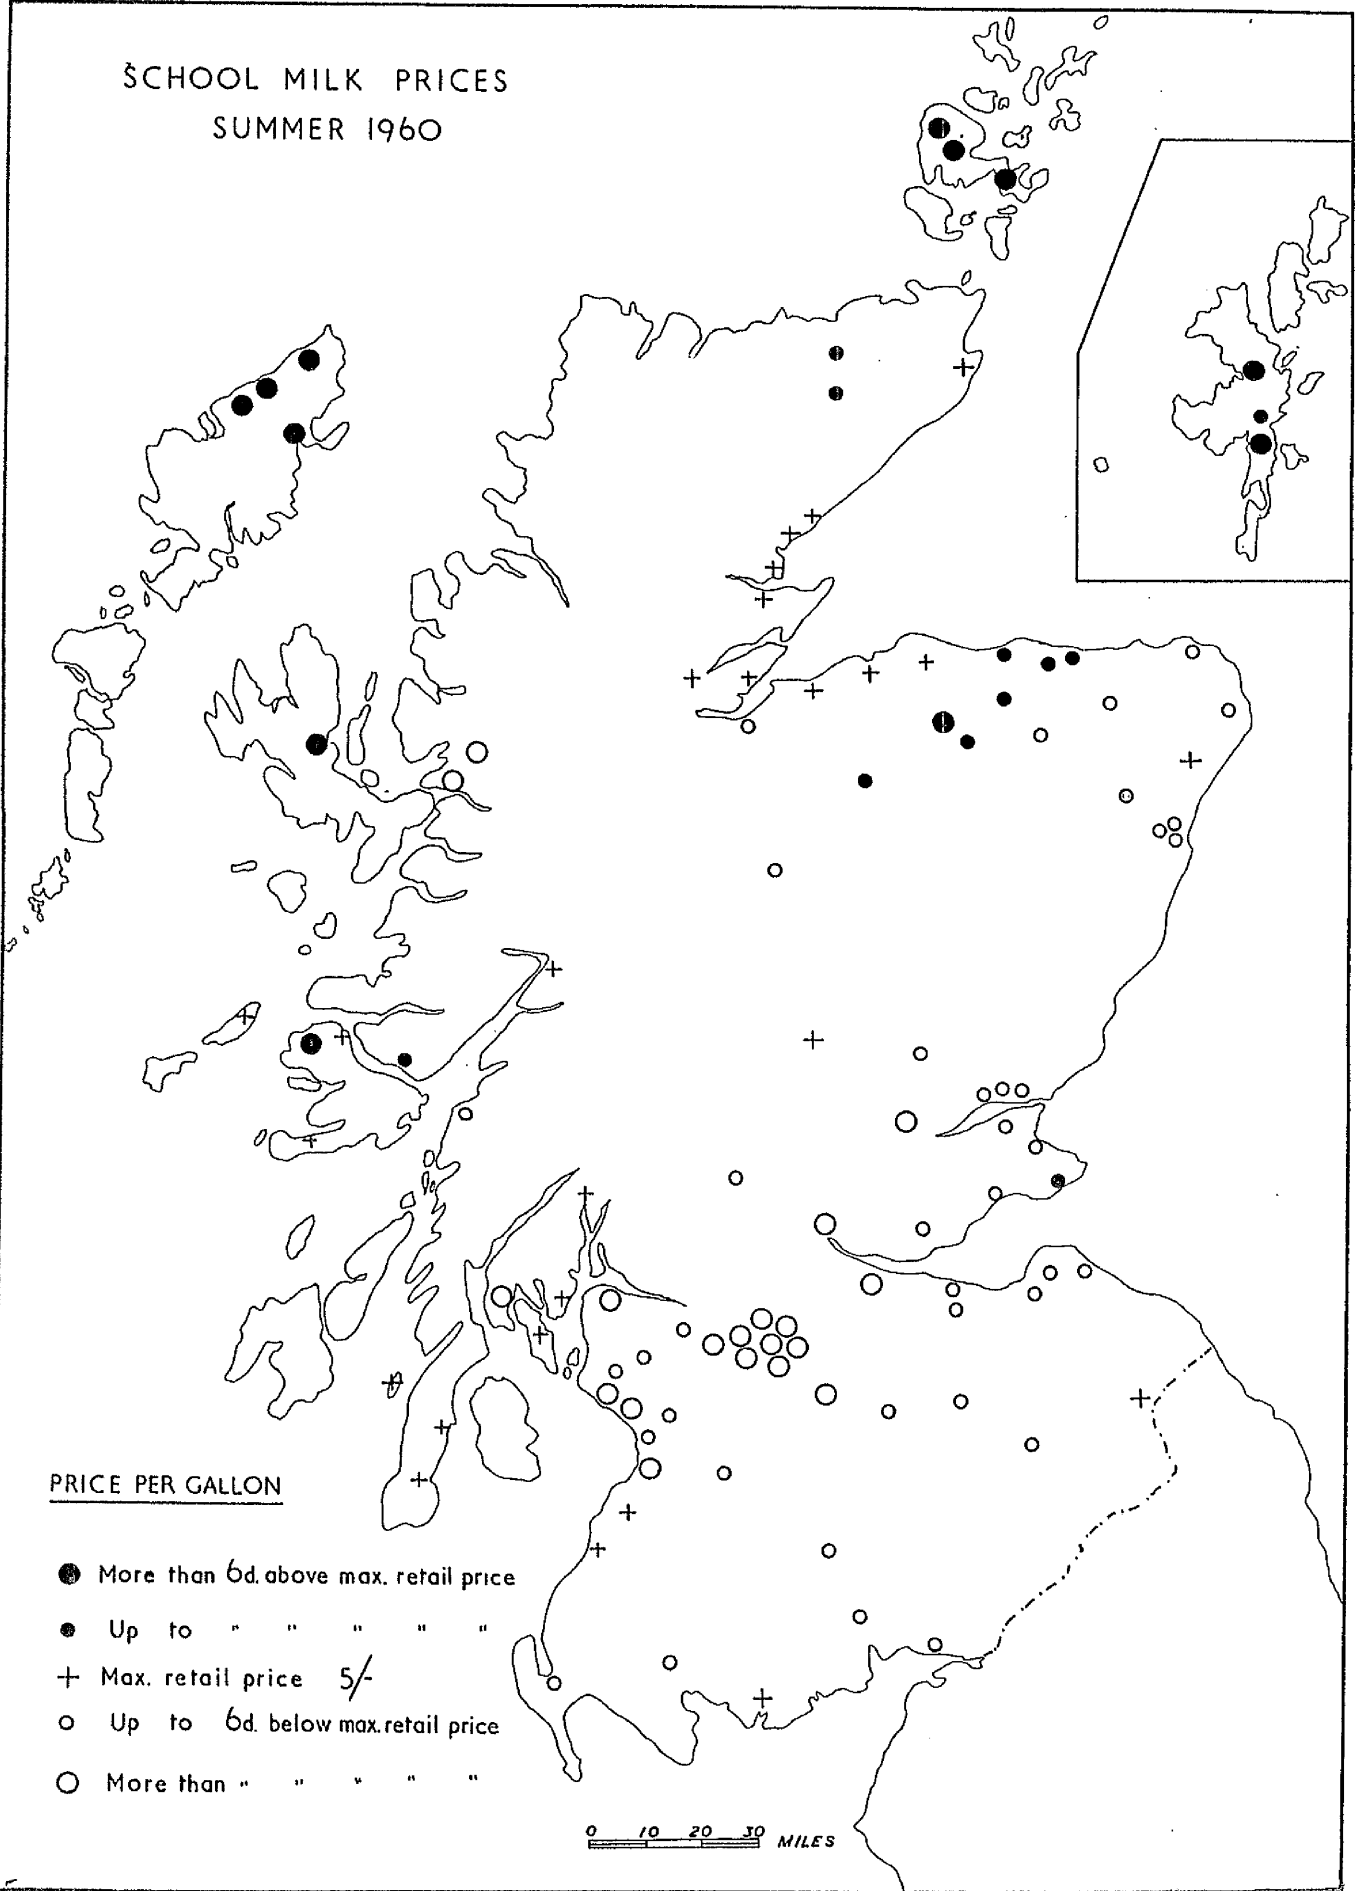 SCHOOL MILK PRICES
SUMMER 1960
PRICE PER GALLON
More than 6d. above max. retail price
Up to " " " " "
Max. retail price 5/-
Up to 6d. below max. retail price
More than " " " " "
0 10 20 30 MILES